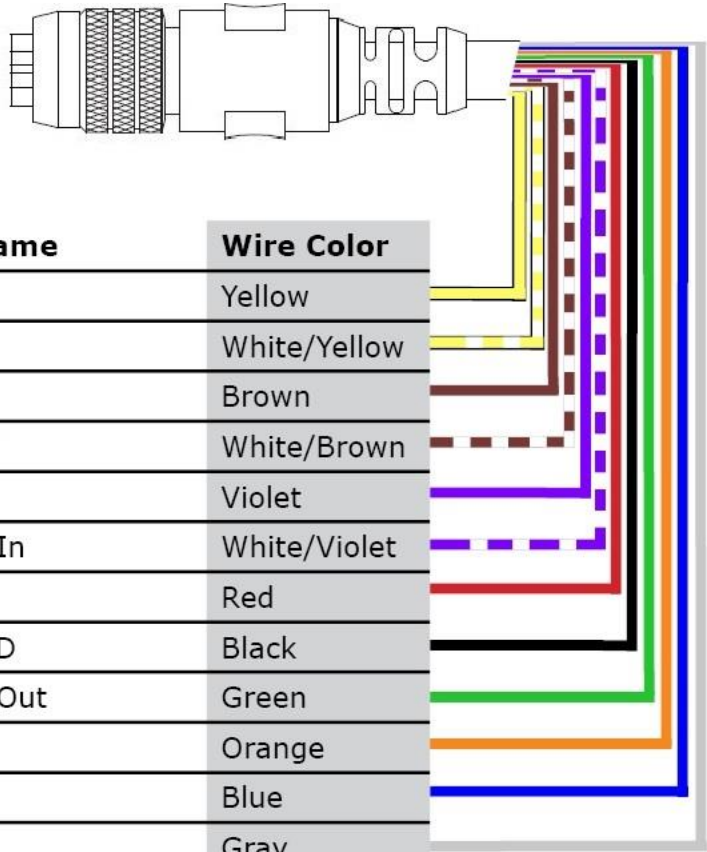 ame Wire Color
Yellow
White/Yellow
Brown
White/Brown
Violet
In White/Violet
Red
D Black
Out Green
Orange
Blue
Gray